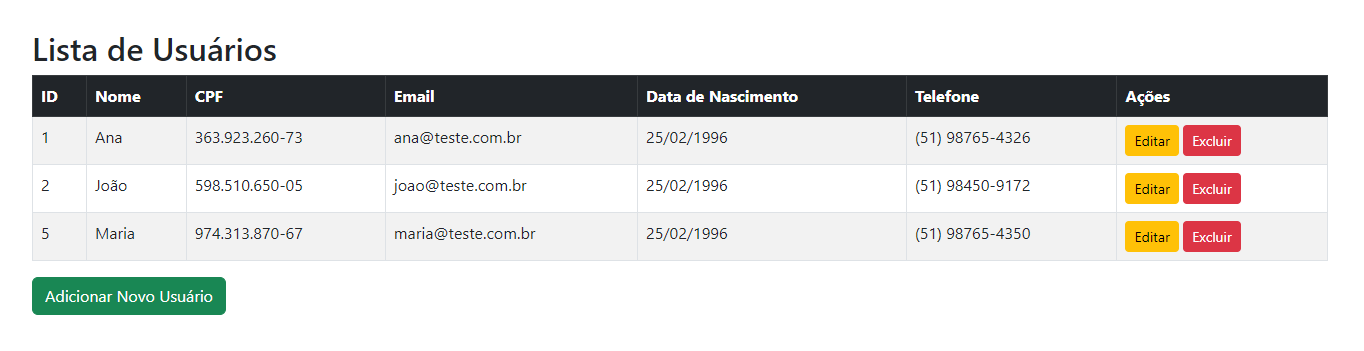 Lista de Usuários
ID Nome CPF Email Data de Nascimento Telefone Ações
1 Ana 363.923.260-73 ana@teste.com.br 25/02/1996 (51) 98765-4326 Editar Excluir
2 João 598.510.650-05 joao@teste.com.br 25/02/1996 (51) 98450-9172 Editar Excluir
5 Maria 974.313.870-67 maria@teste.com.br 25/02/1996 (51) 98765-4350 Editar Excluir
Adicionar Novo Usuário